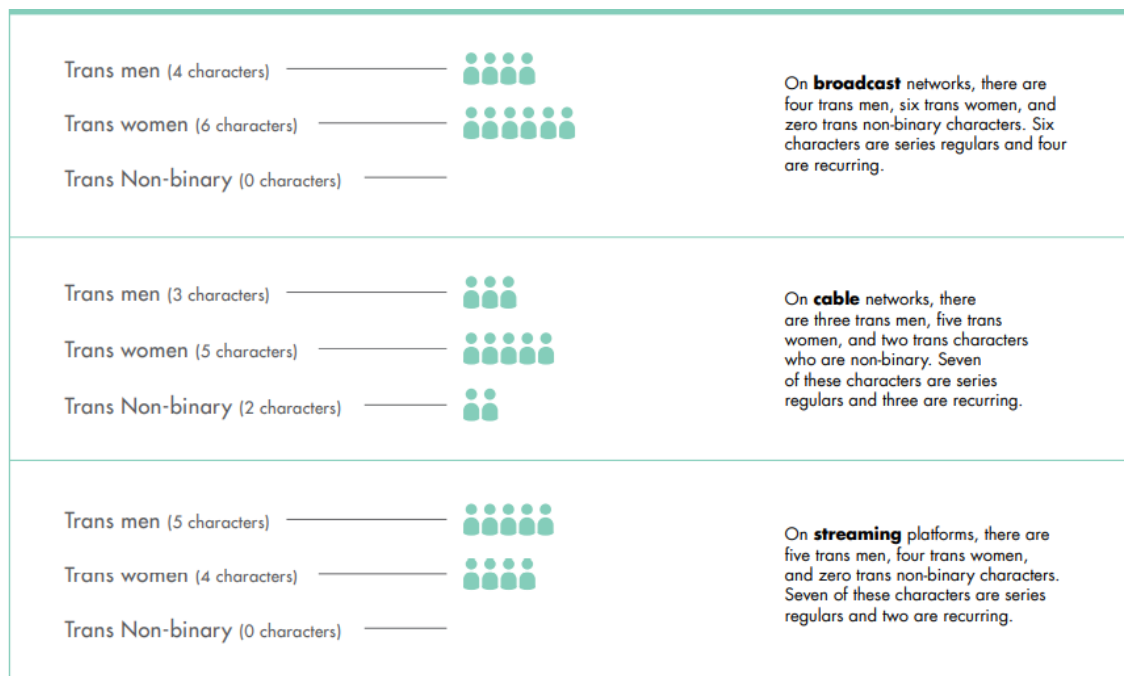 Trans men (4 characters)
Trans women (6 characters)
Trans Non-binary (0 characters)
On broadcast networks, there are
four trans men, six trans women, and
zero trans non-binary characters. Six
characters are series regulars and four
are recurring.
Trans men (3 characters)
Trans women (5 characters)
Trans Non-binary (2 characters)
On cable networks, there
are three trans men, five trans
women, and two trans characters
who are non-binary. Seven
of these characters are series
regulars and three are recurring.
Trans men (5 characters)
Trans women (4 characters)
Trans Non-binary (0 characters)
On streaming platforms, there are
five trans men, four trans women,
and zero trans non-binary characters.
Seven of these characters are series
regulars and two are recurring.